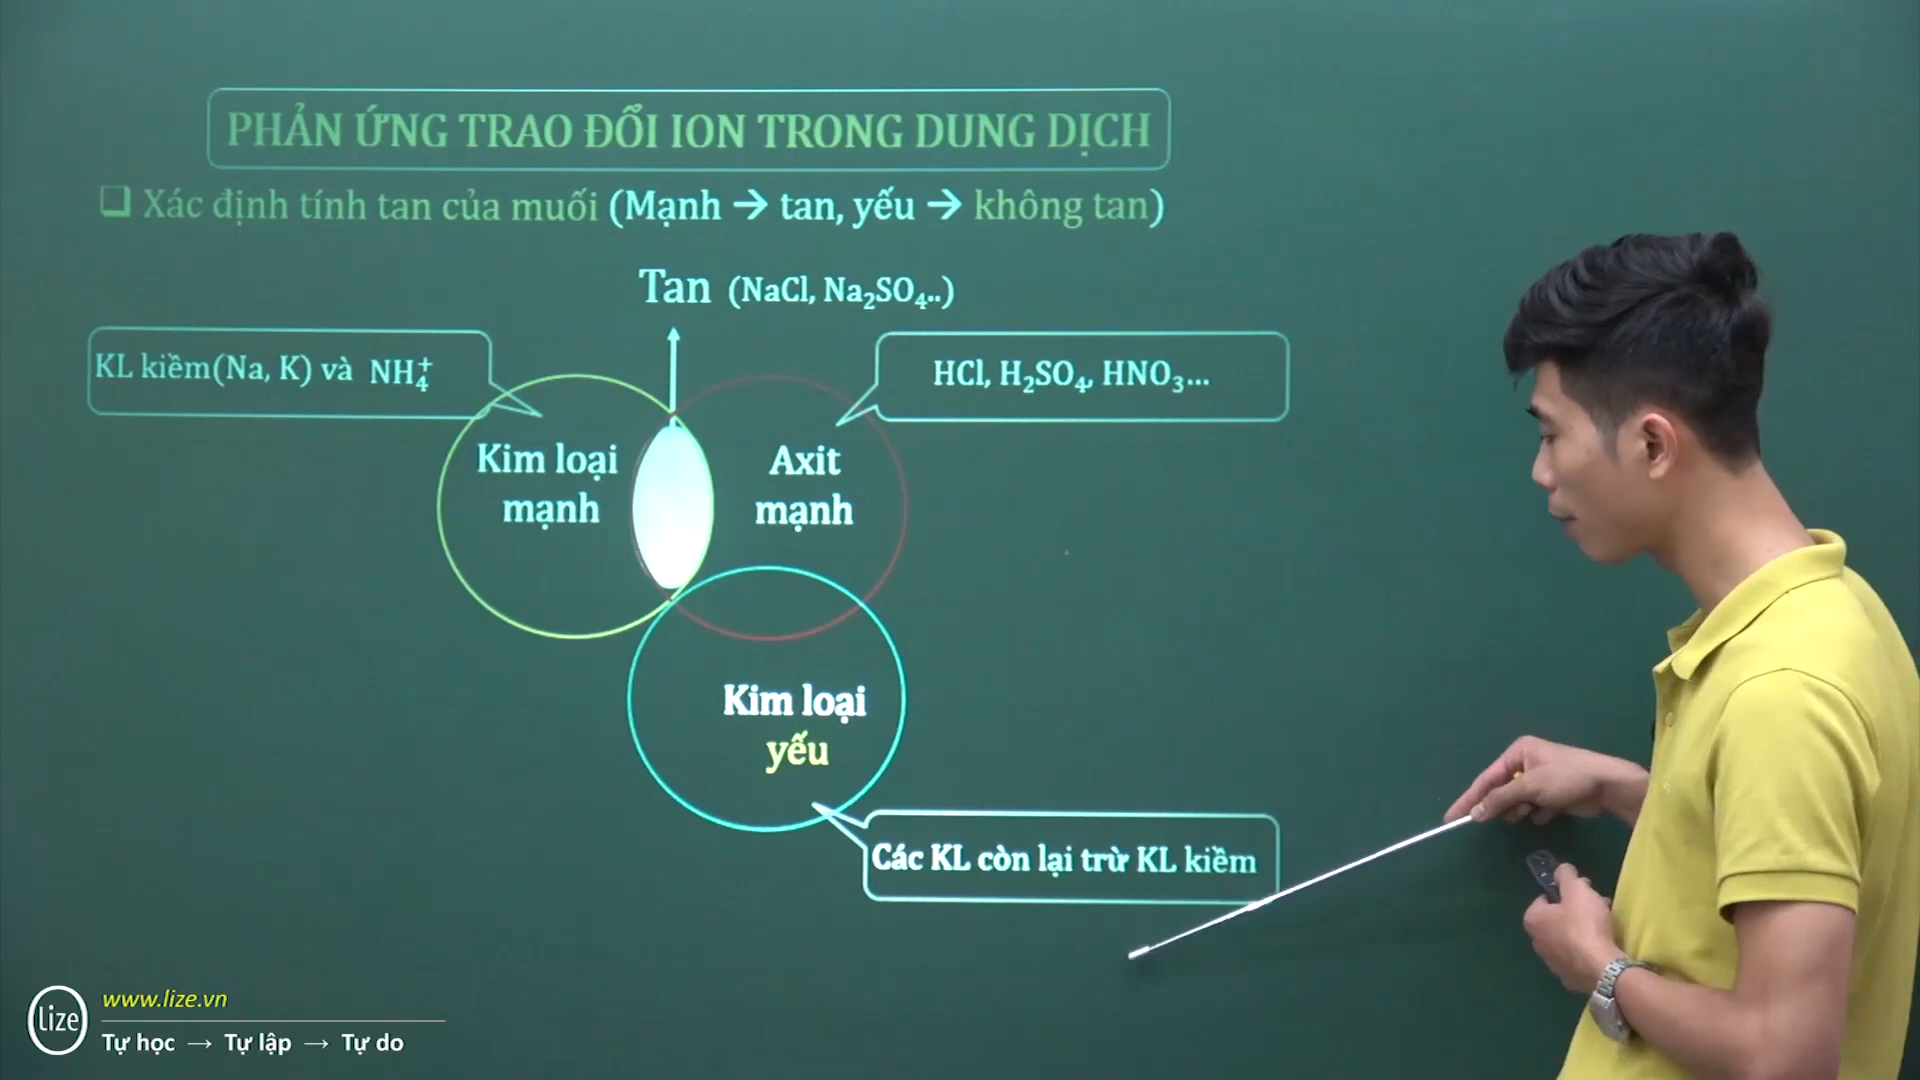 PHẢN ỨNG TRAO ĐỔI ION TRONG DUNG DỊCH
❑ Xác định tính tan của muối (Mạnh → tan, yếu → không tan)
Tan (NaCl, Na₂SO₄..)
KL kiềm(Na, K) và NH₄⁺
HCl, H₂SO₄, HNO₃...
Kim loại
mạnh
Axit
mạnh
Kim loại
yếu
Các KL còn lại trừ KL kiềm
lize
www.lize.vn
Tự học → Tự lập → Tự do